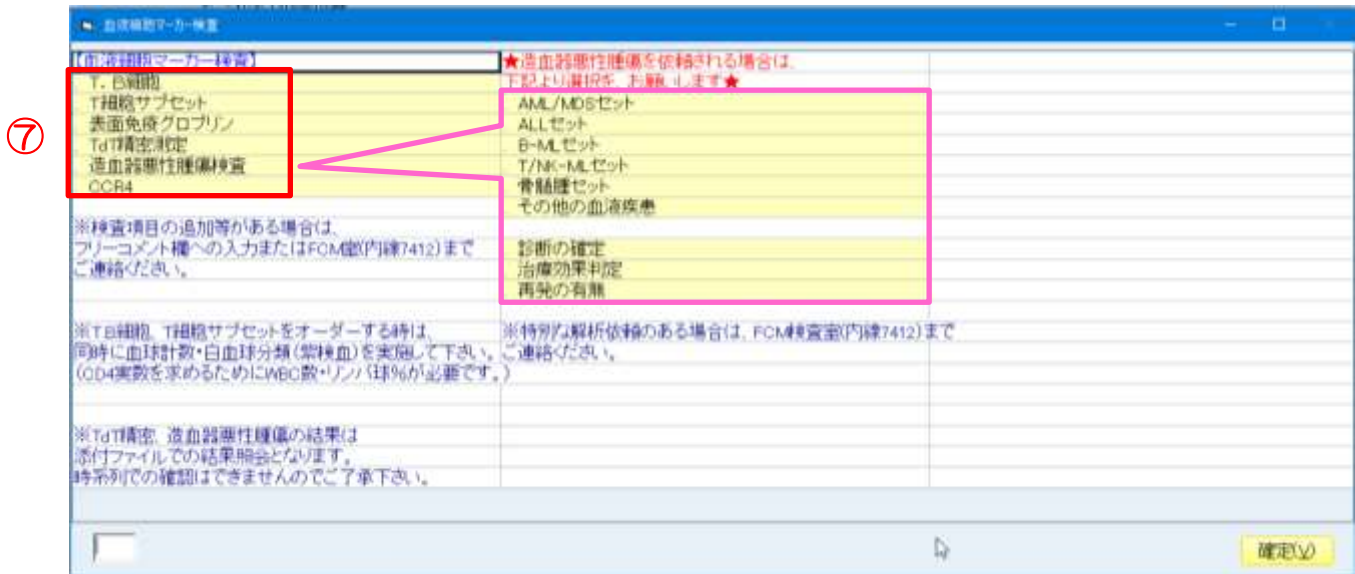 血液細胞マーカー検査
【血液細胞マーカー検査】
T．B細胞
T細胞サブセット
表面免疫グロブリン
TdT精密測定
造血器悪性腫瘍検査
CCR4
⑦
※検査項目の追加等がある場合は、
フリーコメント欄への入力またはFCM室(内線7412)まで
ご連絡ください。
※TB細胞、T細胞サブセットをオーダーする時は、
同時に血球計数・白血球分類(常検血)を実施して下さい。
(CD4実数を求めるためにWBC数・リンパ球%が必要です。)
※TdT精密、造血器悪性腫瘍の結果は
添付ファイルでの結果照会となります。
時系列での確認はできませんのでご了承下さい。
★造血器悪性腫瘍を依頼される場合は、
下記より選択を、お願いします★
AML/MDSセット
ALLセット
B-MLセット
T/NK-MLセット
骨髄腫セット
その他の血液疾患
診断の確定
治療効果判定
再発の有無
※特別な解析依頼のある場合は、FCM検査室(内線7412)まで
ご連絡ください。
確定(V)